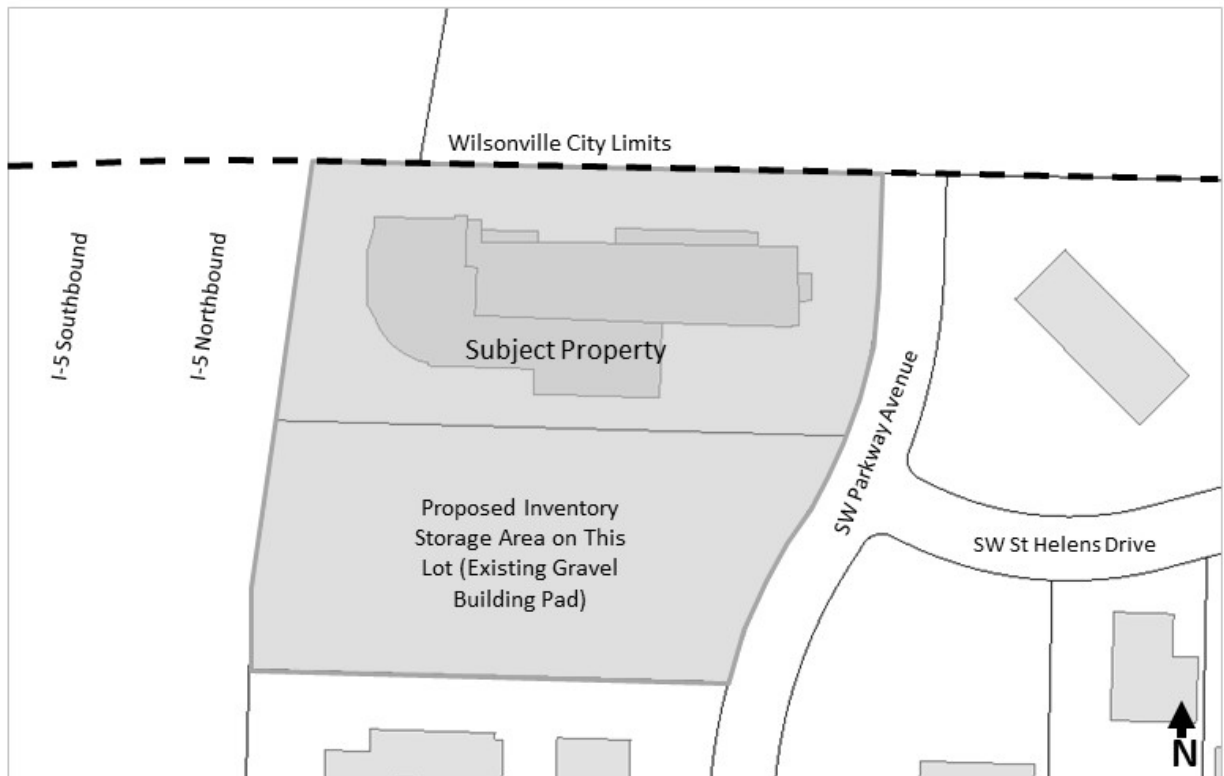 Wilsonville City Limits
I-5 Southbound
I-5 Northbound
Subject Property
SW Parkway Avenue
Proposed Inventory
Storage Area on This
Lot (Existing Gravel
Building Pad)
SW St Helens Drive
N